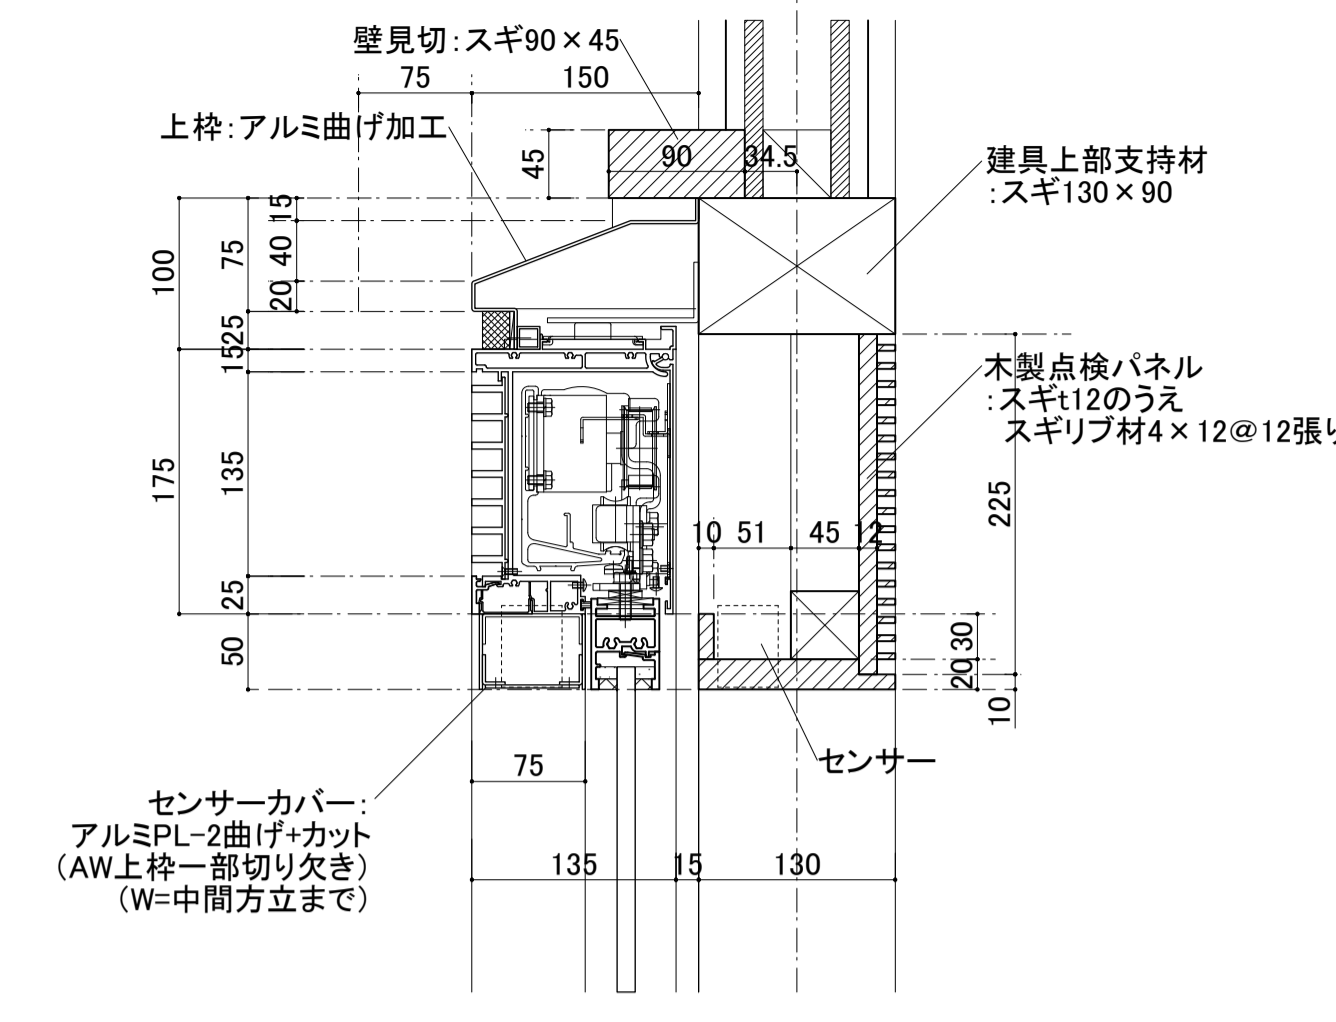 壁見切：スギ90×45
75
150
上枠：アルミ曲げ加工
45
90
34.5
建具上部支持材
：スギ130×90
15
40
20
75
100
25
15
木製点検パネル
：スギt12のうえ
スギリブ材4×12@12張り
175
135
225
10
51
45
12
25
50
30
20
10
センサー
75
センサーカバー：
アルミPL-2曲げ+カット
（AW上枠一部切り欠き）
（W=中間方立まで）
135
15
130